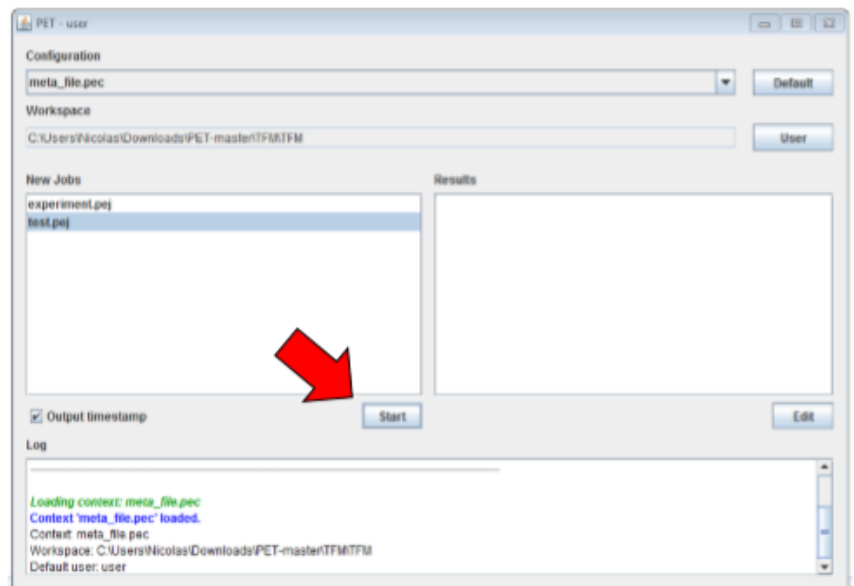 PET - user
Configuration
meta_file.pec
Default
Workspace
C:\Users\Nicolas\Downloads\PET-master\TFM\TFM
User
New Jobs
Results
experiment.pej
test.pej
Output timestamp
Start
Edit
Log
Loading context: meta_file.pec
Context 'meta_file.pec' loaded.
Context: meta_file.pec
Workspace: C:\Users\Nicolas\Downloads\PET-master\TFM\TFM
Default user: user